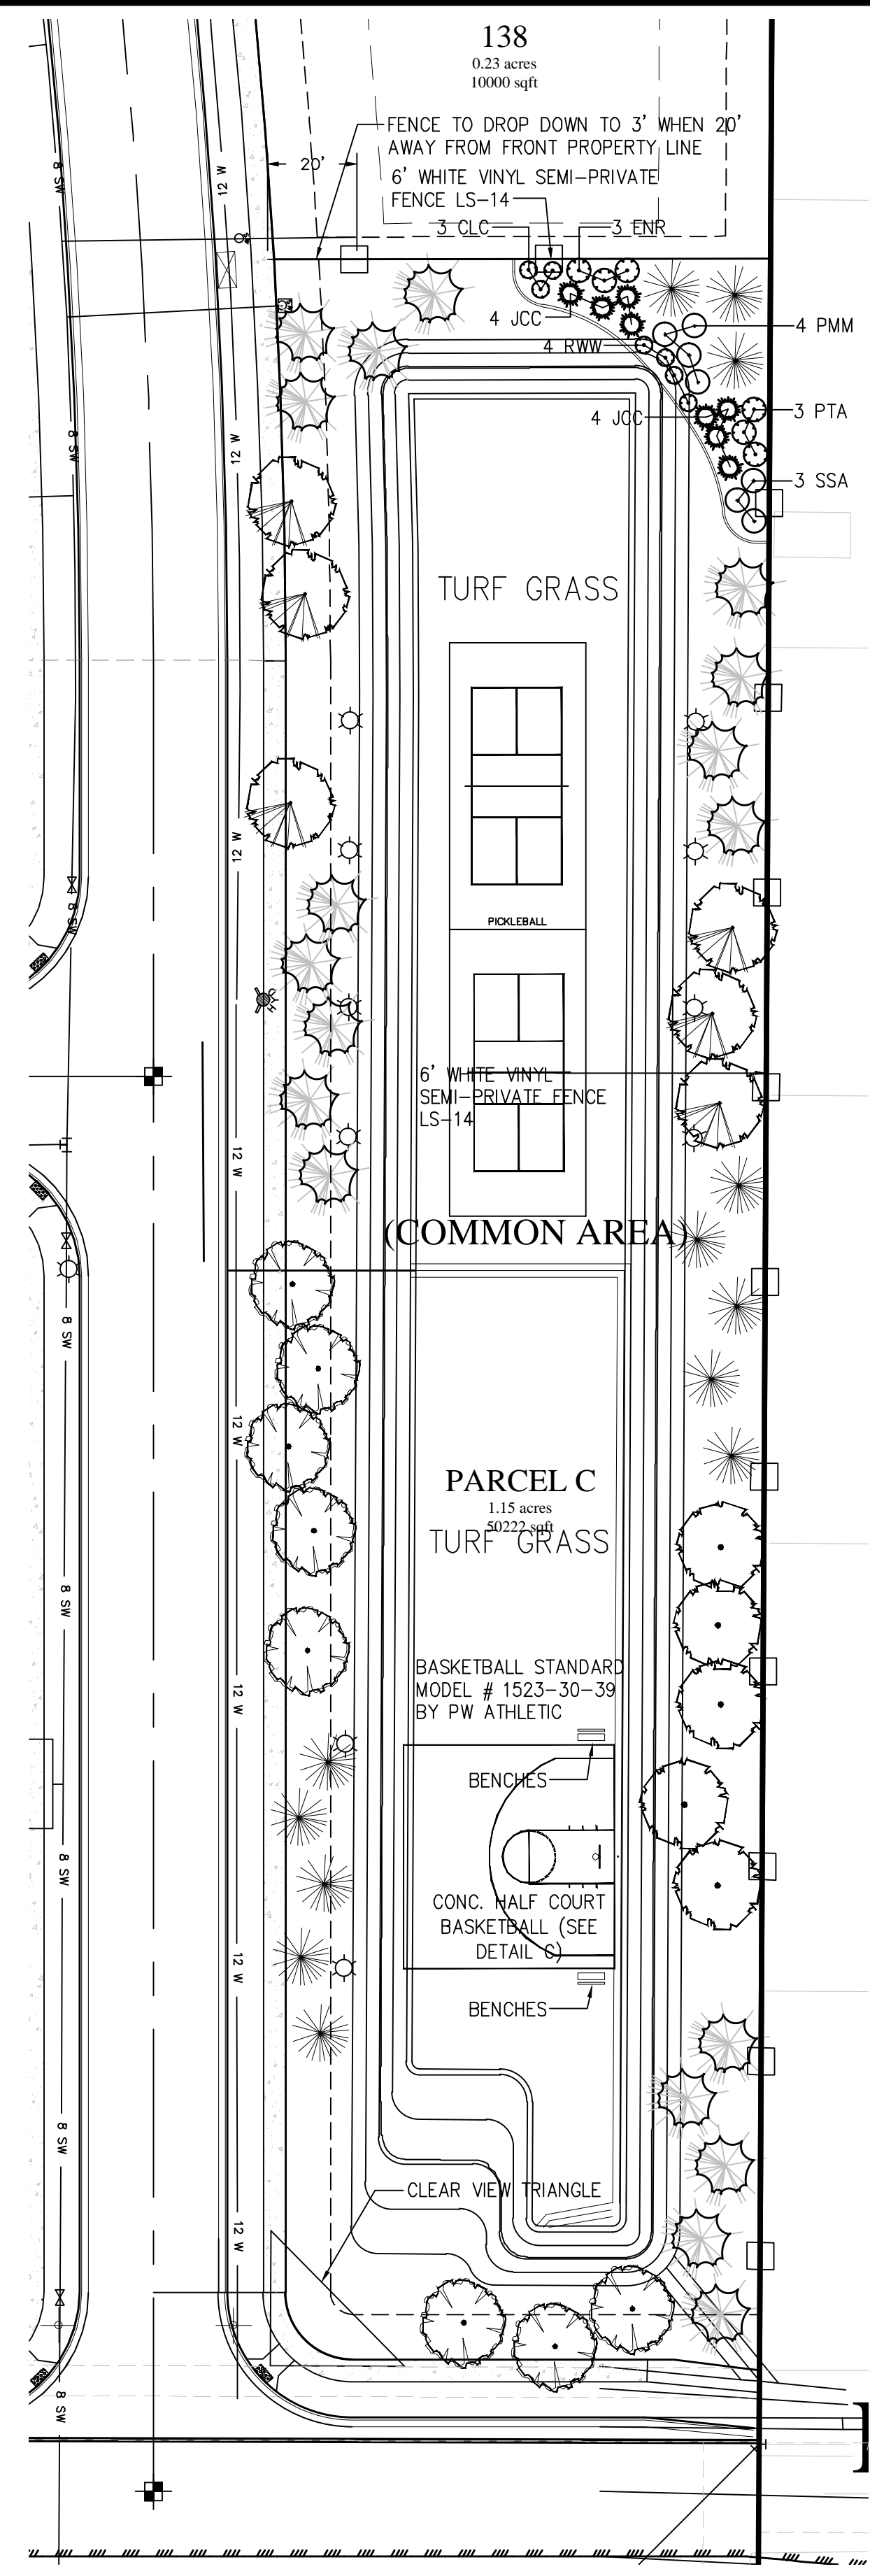 138
0.23 acres
10000 sqft
FENCE TO DROP DOWN TO 3' WHEN 20'
AWAY FROM FRONT PROPERTY LINE
20'
6' WHITE VINYL SEMI-PRIVATE
FENCE LS-14
3 CLC
3 ENR
8 SW
12 W
4 JCC
4 PMM
4 RWW
4 JCC
3 PTA
12 W
8 SW
3 SSA
TURF GRASS
12 W
8 SW
PICKLEBALL
HYD
6' WHITE VINYL
SEMI-PRIVATE FENCE
LS-14
12 W
(COMMON AREA)
8 SW
12 W
PARCEL C
1.15 acres
50222 sqft
TURF GRASS
8 SW
BASKETBALL STANDARD
MODEL # 1523-30-39
BY PW ATHLETIC
12 W
BENCHES
8 SW
CONC. HALF COURT
BASKETBALL (SEE
DETAIL C)
12 W
BENCHES
8 SW
CLEAR VIEW TRIANGLE
12 W
8 SW